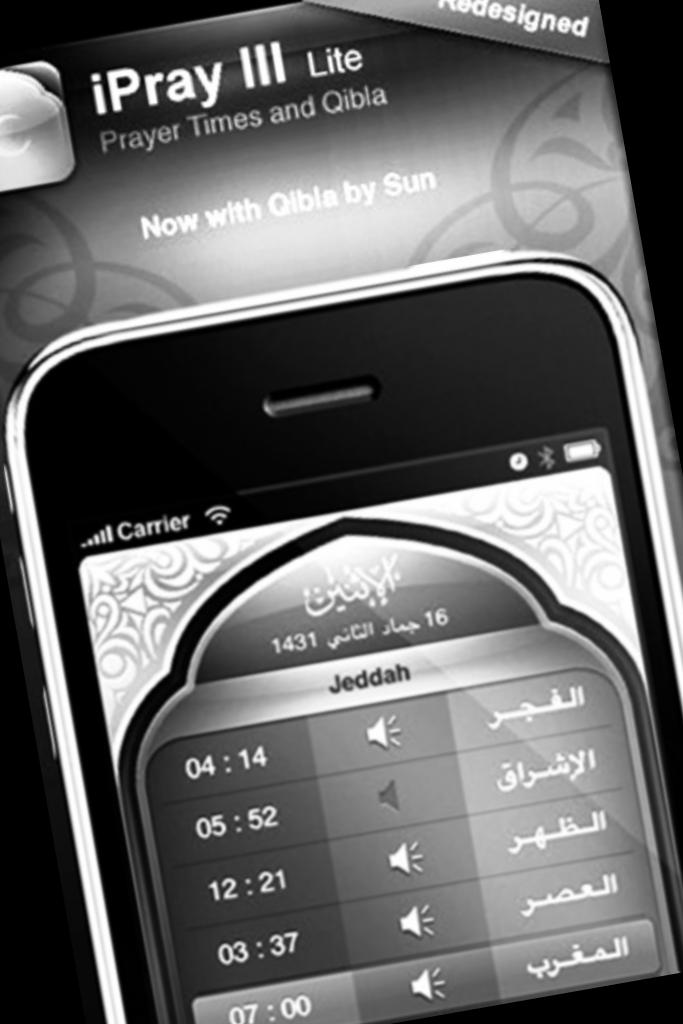 Redesigned
iPray III Lite
Prayer Times and Qibla
Now with Qibla by Sun
Carrier
الإثنين
16 جماد الثاني 1431
Jeddah
04 : 14 الفجر
05 : 52 الإشراق
12 : 21 الظهر
03 : 37 العصر
07 : 00 المغرب